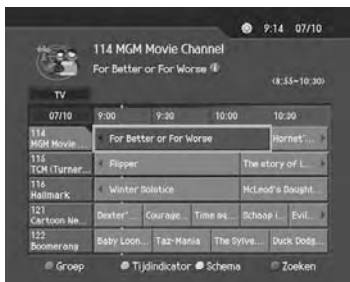 9:14 07/10
114 MGM Movie Channel
For Better or For Worse
(8:55-10:30)
TV
07/10 9:00 9:30 10:00 10:30
114 MGM Movie... For Better or For Worse Hornet'...
115 TCM (Turner... Flipper The story of L...
116 Hallmark Winter Solstice McLeod's Daught...
121 Cartoon Ne... Dexter'... Courage... Time sq... Schaap i... Evil...
122 Boomerang Baby Loon... Taz-Mania The Sylve... Duck Dodg...
Groep Tijdindicator Schema Zoeken